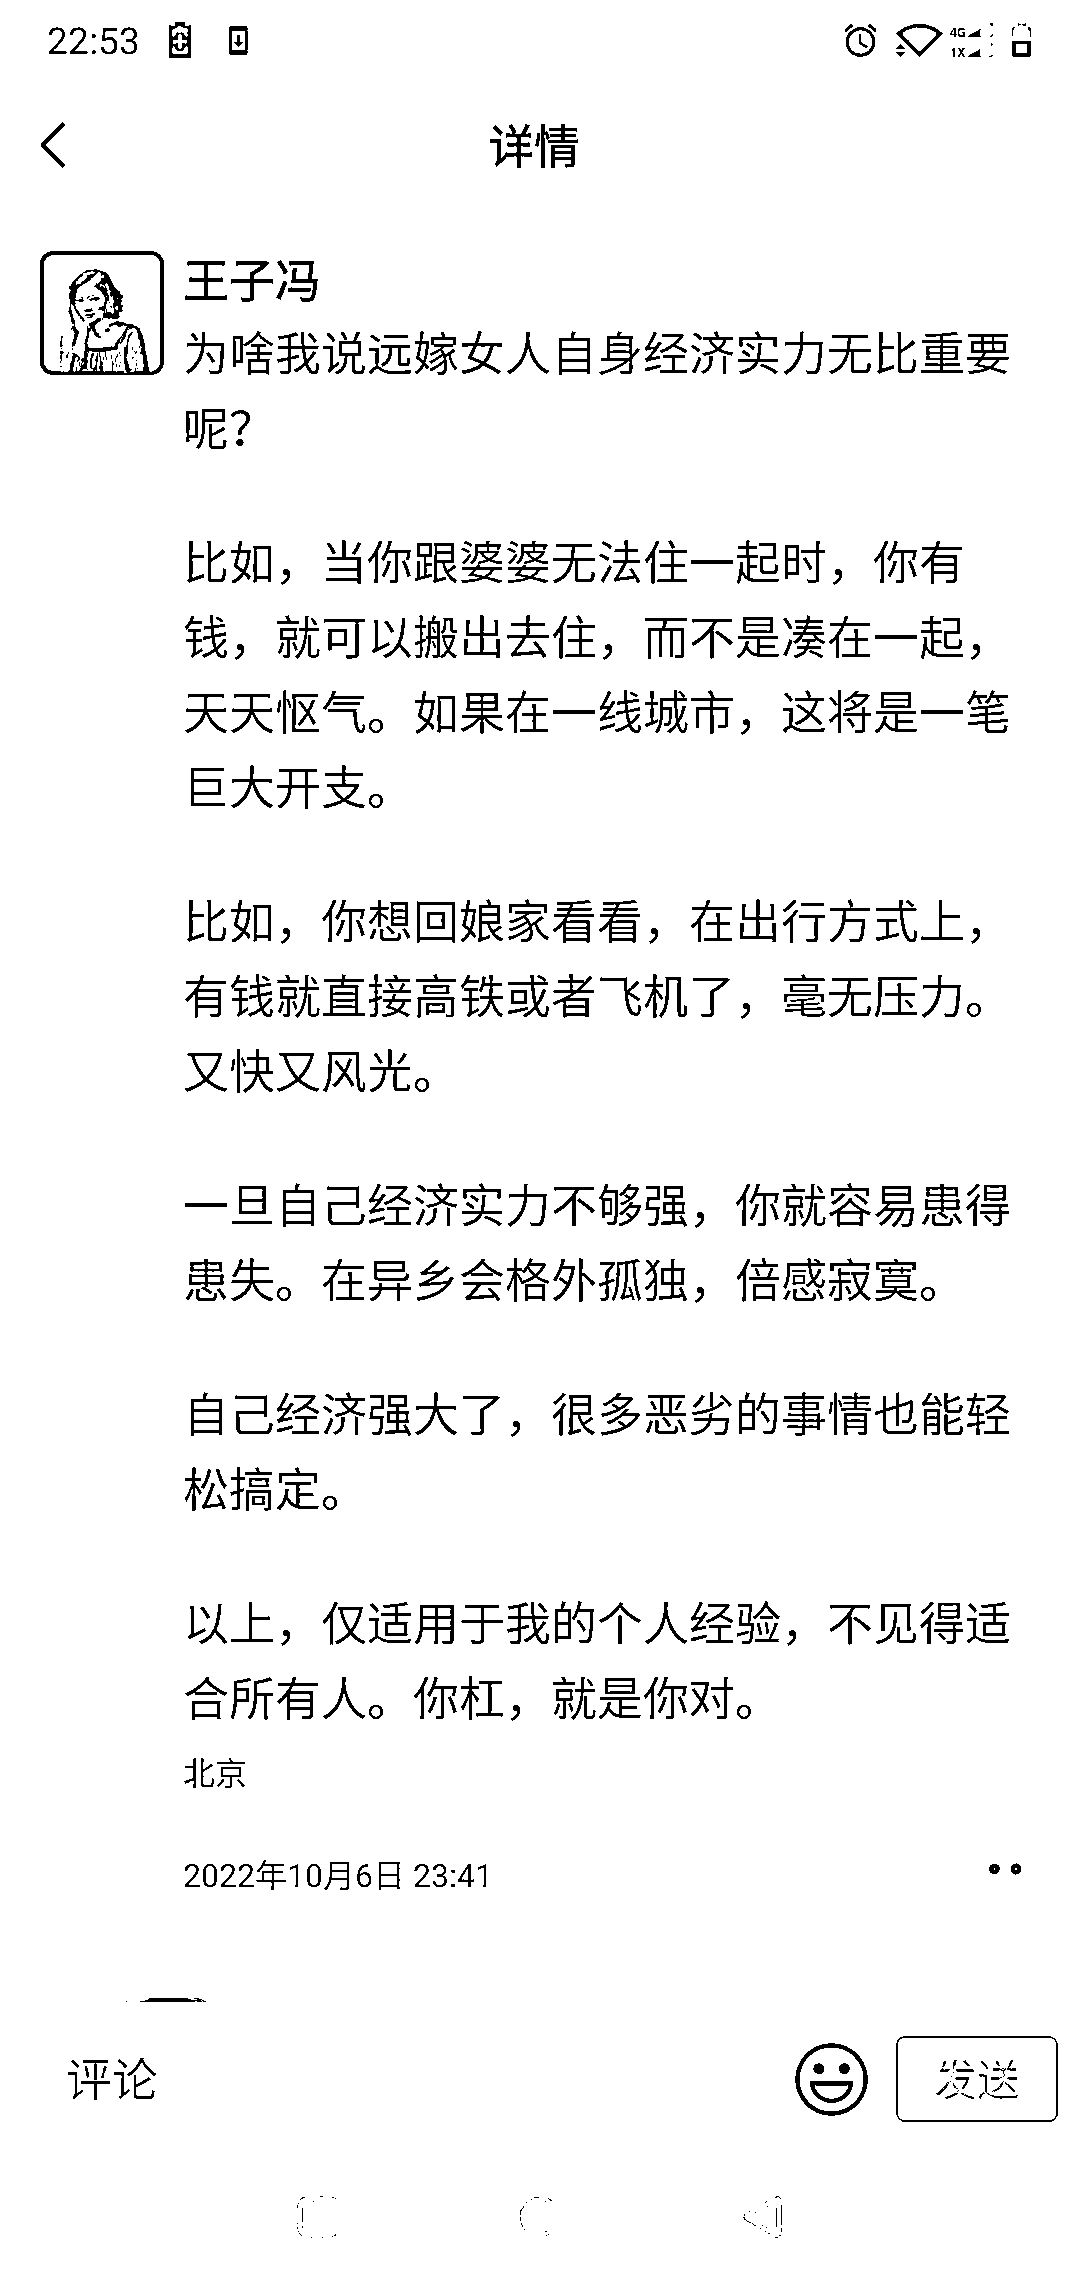 22:53
4G
1X
详情
王子冯
为啥我说远嫁女人自身经济实力无比重要
呢？
比如，当你跟婆婆无法住一起时，你有
钱，就可以搬出去住，而不是凑在一起，
天天怄气。如果在一线城市，这将是一笔
巨大开支。
比如，你想回娘家看看，在出行方式上，
有钱就直接高铁或者飞机了，毫无压力。
又快又风光。
一旦自己经济实力不够强，你就容易患得
患失。在异乡会格外孤独，倍感寂寞。
自己经济强大了，很多恶劣的事情也能轻
松搞定。
以上，仅适用于我的个人经验，不见得适
合所有人。你杠，就是你对。
北京
2022年10月6日 23:41
评论
发送